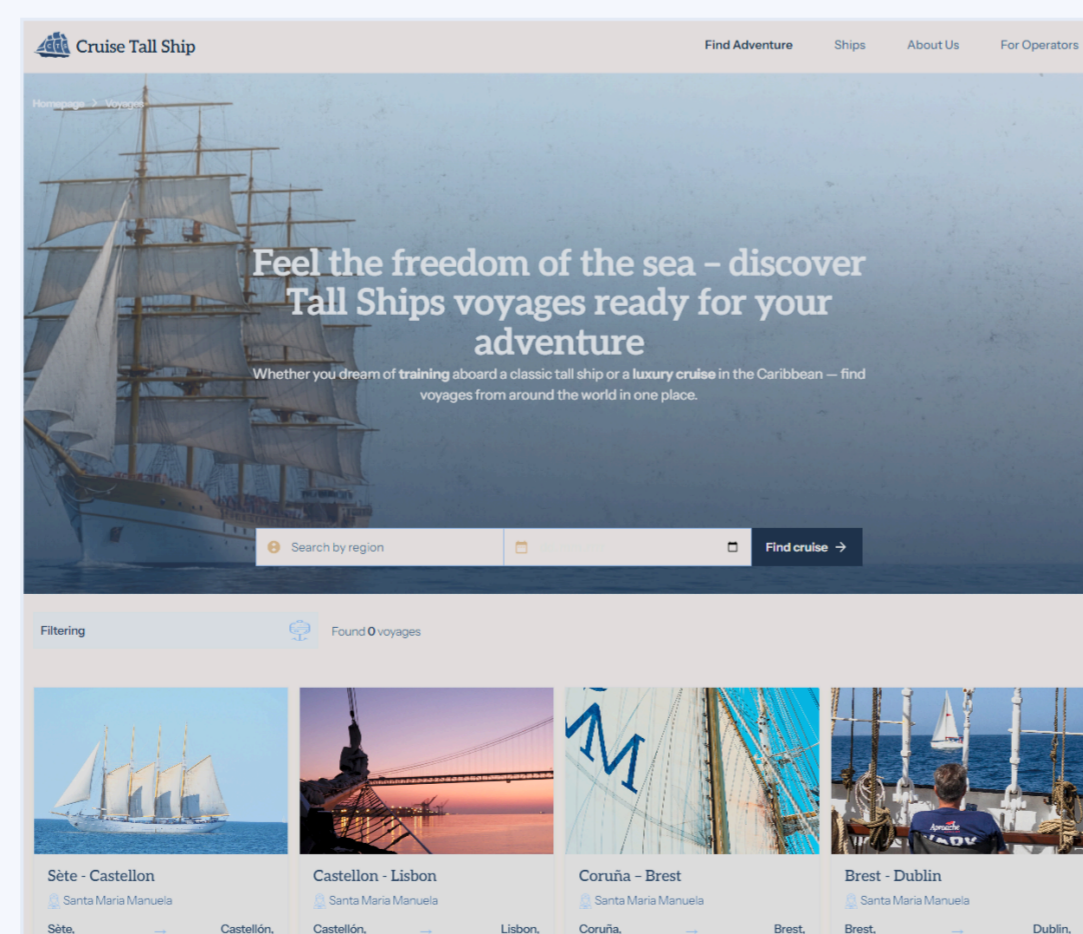 Cruise Tall Ship
Find Adventure
Ships
About Us
For Operators
Homepage > Voyages
Feel the freedom of the sea – discover
Tall Ships voyages ready for your
adventure
Whether you dream of training aboard a classic tall ship or a luxury cruise in the Caribbean — find
voyages from around the world in one place.
Search by region
Find cruise →
Filtering
Found 0 voyages
M
Aporvecha
Sète - Castellon
Castellon - Lisbon
Coruña – Brest
Brest - Dublin
Santa Maria Manuela
Santa Maria Manuela
Santa Maria Manuela
Santa Maria Manuela
Sète, → Castellón,
Castellón, → Lisbon,
Coruña, → Brest,
Brest, → Dublin,